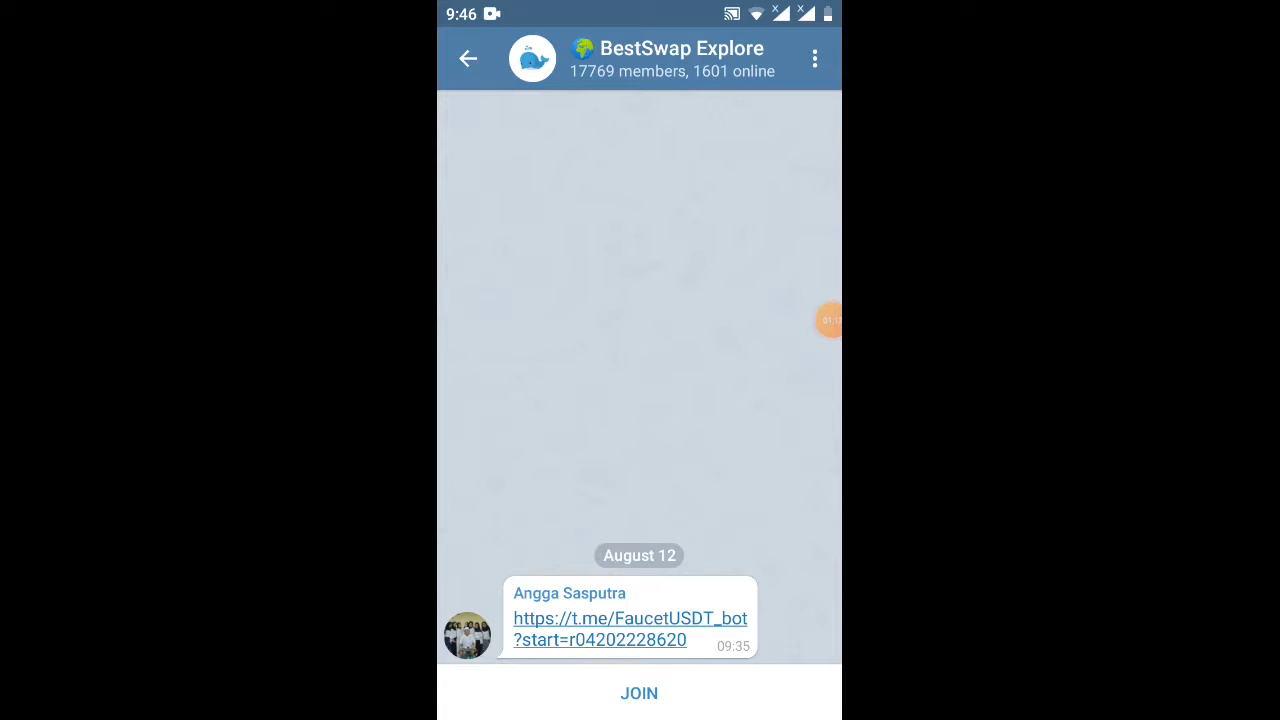 9:46
🌍 BestSwap Explore
17769 members, 1601 online
August 12
Angga Sasputra
https://t.me/FaucetUSDT_bot
?start=r04202228620
09:35
JOIN